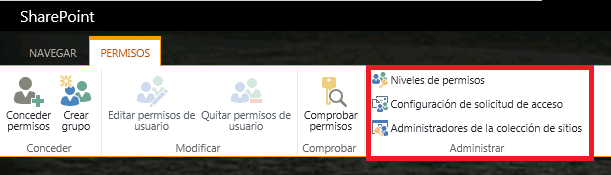 SharePoint
NAVEGAR PERMISOS
Conceder
permisos
Crear
grupo
Editar permisos de
usuario
Quitar permisos de
usuario
Comprobar
permisos
Niveles de permisos
Configuración de solicitud de acceso
Administradores de la colección de sitios
Conceder Modificar Comprobar Administrar